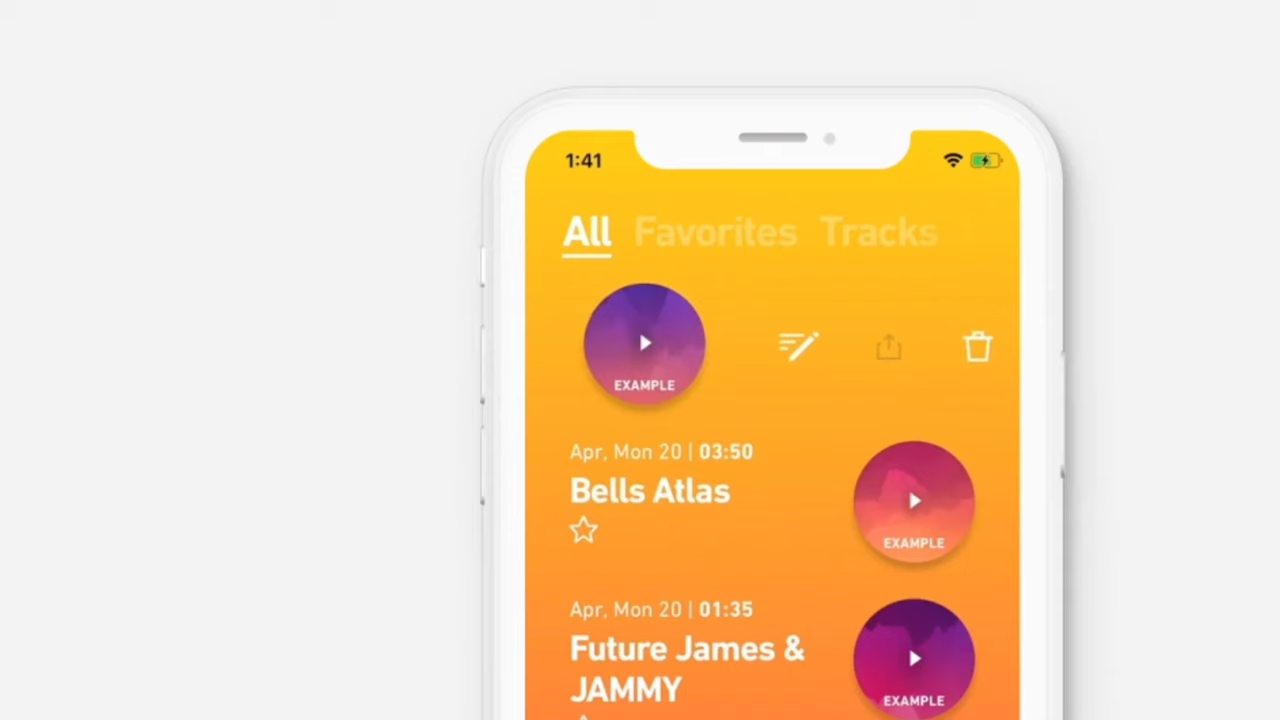 1:41
All Favorites Tracks
EXAMPLE
Apr, Mon 20 | 03:50
Bells Atlas
EXAMPLE
Apr, Mon 20 | 01:35
Future James &
JAMMY
EXAMPLE